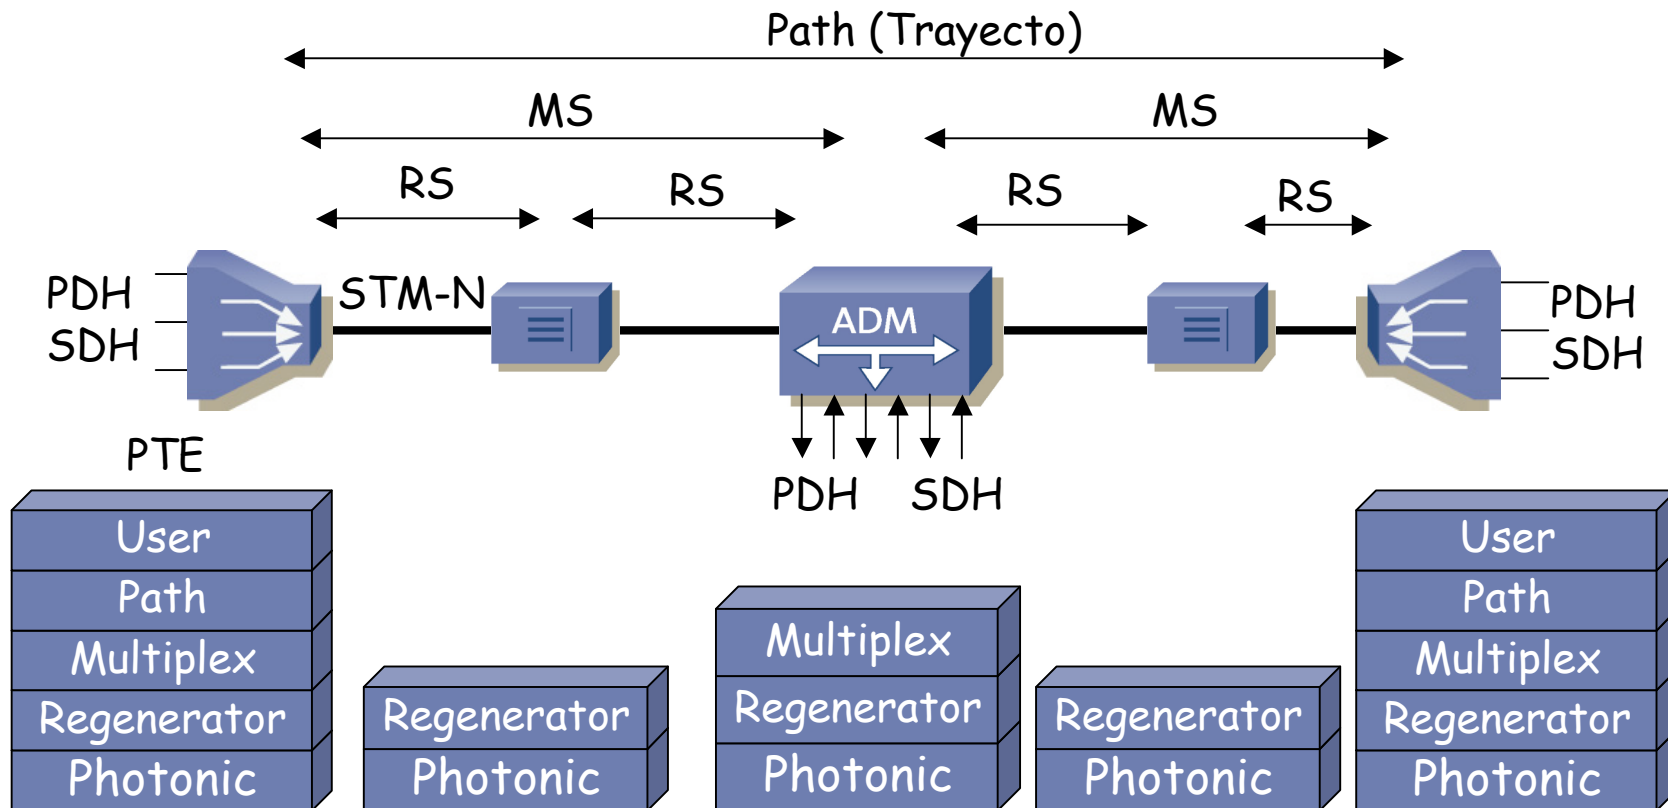 Path (Trayecto)
MS
MS
RS
RS
RS
RS
PDH
SDH
STM-N
ADM
PDH
SDH
PTE
PDH
SDH
User
Path
Multiplex
Regenerator
Photonic
Regenerator
Photonic
Multiplex
Regenerator
Photonic
Regenerator
Photonic
User
Path
Multiplex
Regenerator
Photonic